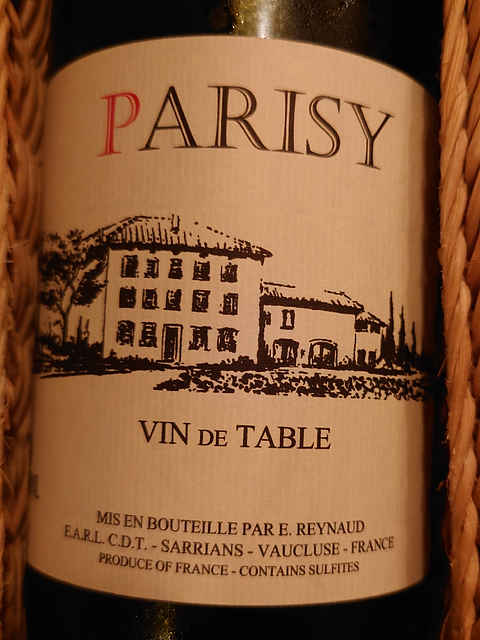 PARISY
VIN DE TABLE
MIS EN BOUTEILLE PAR E. REYNAUD
E.A.R.L. C.D.T. - SARRIANS - VAUCLUSE - FRANCE
PRODUCE OF FRANCE - CONTAINS SULFITES